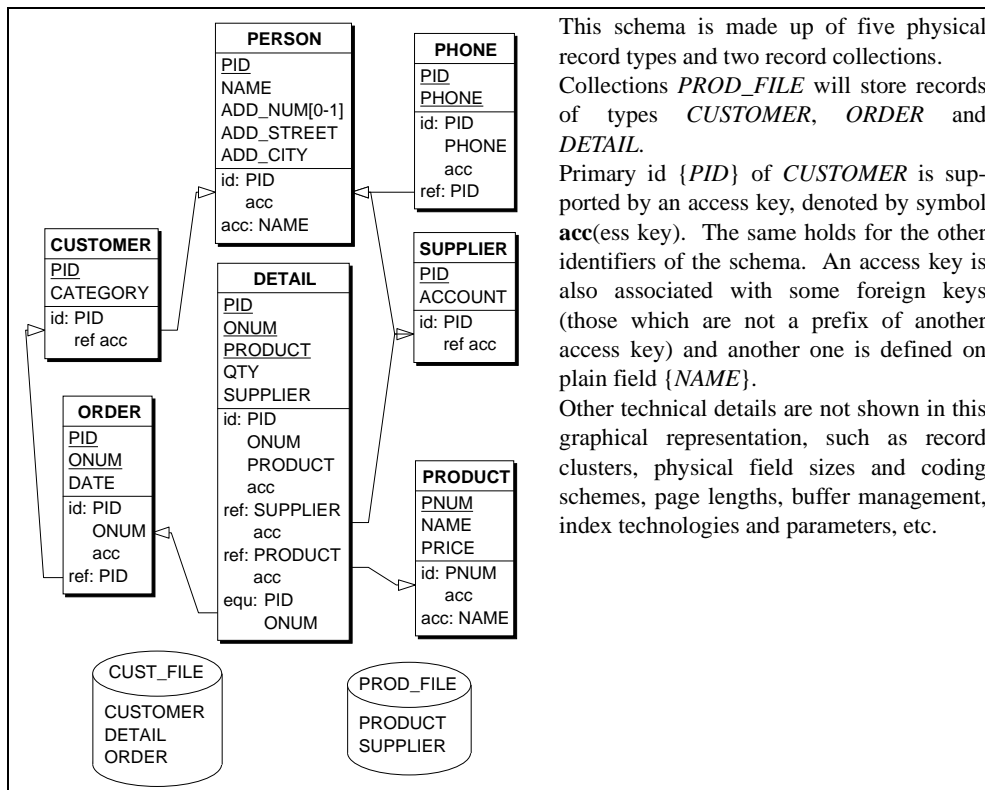 PERSON
PID
NAME
ADD_NUM[0-1]
ADD_STREET
ADD_CITY
id: PID
acc
acc: NAME
PHONE
PID
PHONE
id: PID
PHONE
acc
ref: PID
CUSTOMER
PID
CATEGORY
id: PID
ref acc
DETAIL
PID
ONUM
PRODUCT
QTY
SUPPLIER
id: PID
ONUM
PRODUCT
acc
ref: SUPPLIER
acc
ref: PRODUCT
acc
equ: PID
ONUM
SUPPLIER
PID
ACCOUNT
id: PID
ref acc
ORDER
PID
ONUM
DATE
id: PID
ONUM
acc
ref: PID
PRODUCT
PNUM
NAME
PRICE
id: PNUM
acc
acc: NAME
CUST_FILE
CUSTOMER
DETAIL
ORDER
PROD_FILE
PRODUCT
SUPPLIER
This schema is made up of five physical
record types and two record collections.
Collections PROD_FILE will store records
of types CUSTOMER, ORDER and
DETAIL.
Primary id {PID} of CUSTOMER is sup-
ported by an access key, denoted by symbol
acc(ess key). The same holds for the other
identifiers of the schema. An access key is
also associated with some foreign keys
(those which are not a prefix of another
access key) and another one is defined on
plain field {NAME}.
Other technical details are not shown in this
graphical representation, such as record
clusters, physical field sizes and coding
schemes, page lengths, buffer management,
index technologies and parameters, etc.